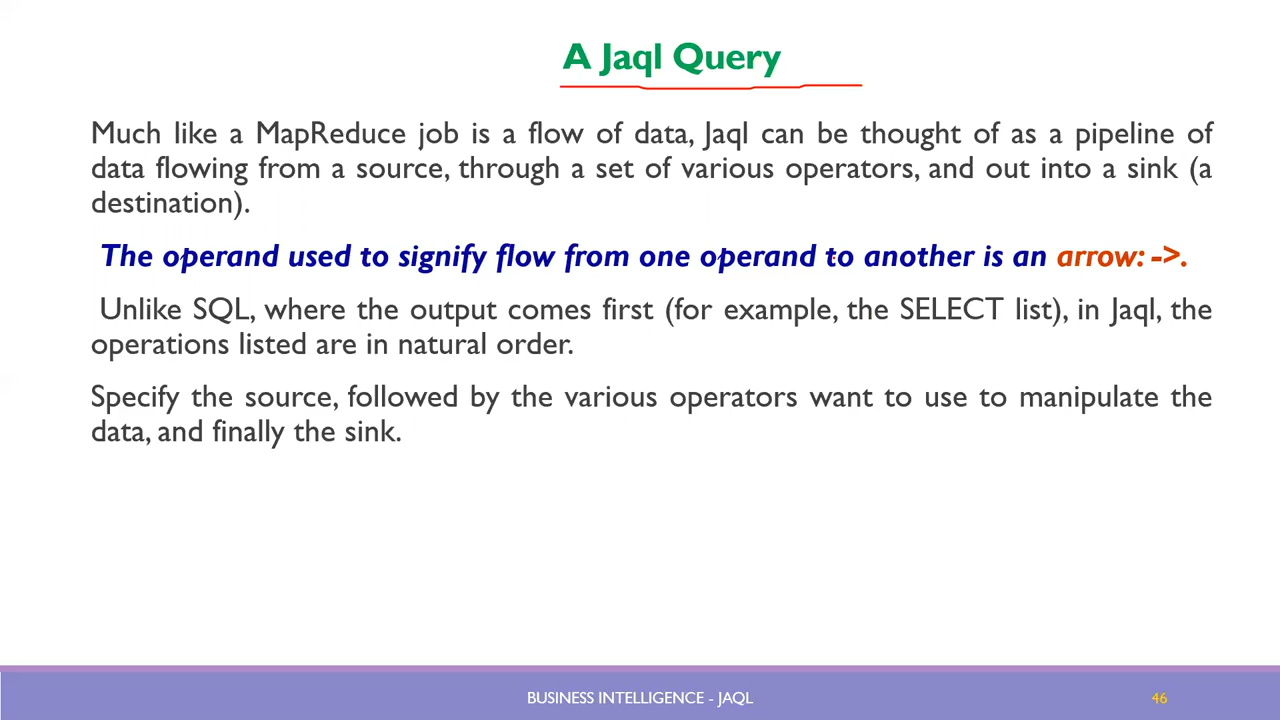 A Jaql Query
Much like a MapReduce job is a flow of data, Jaql can be thought of as a pipeline of
data flowing from a source, through a set of various operators, and out into a sink (a
destination).
The operand used to signify flow from one operand to another is an arrow: ->.
Unlike SQL, where the output comes first (for example, the SELECT list), in Jaql, the
operations listed are in natural order.
Specify the source, followed by the various operators want to use to manipulate the
data, and finally the sink.
BUSINESS INTELLIGENCE - JAQL
46